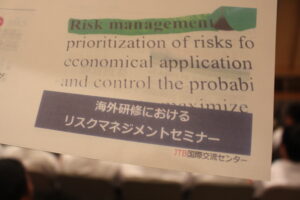 Risk management
prioritization of risks fo
economical application
and control the probabi
maximize
海外研修における
リスクマネジメントセミナー
JTB国際交流センター